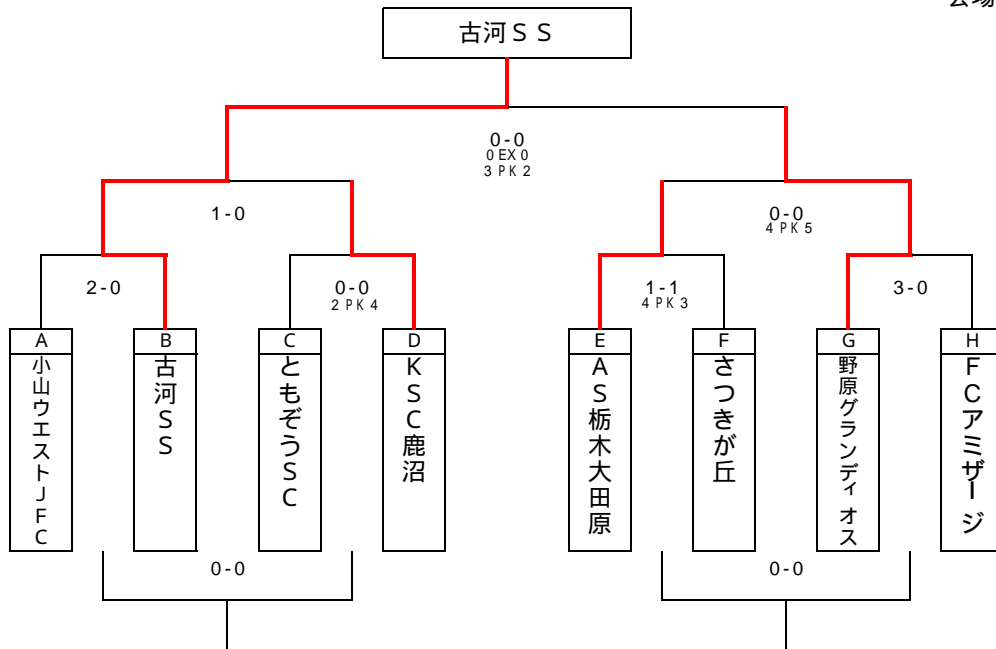 会場
古河ＳＳ
0-0
0 EX 0
3 PK 2
1-0
0-0
4 PK 5
2-0
0-0
2 PK 4
1-1
4 PK 3
3-0
A
B
C
D
E
F
G
H
小山ウエストＪＦＣ
古河ＳＳ
ともぞうＳＣ
ＫＳＣ鹿沼
ＡＳ栃木大田原
さつきが丘
野原グランディオス
ＦＣアミザージ
0-0
0-0